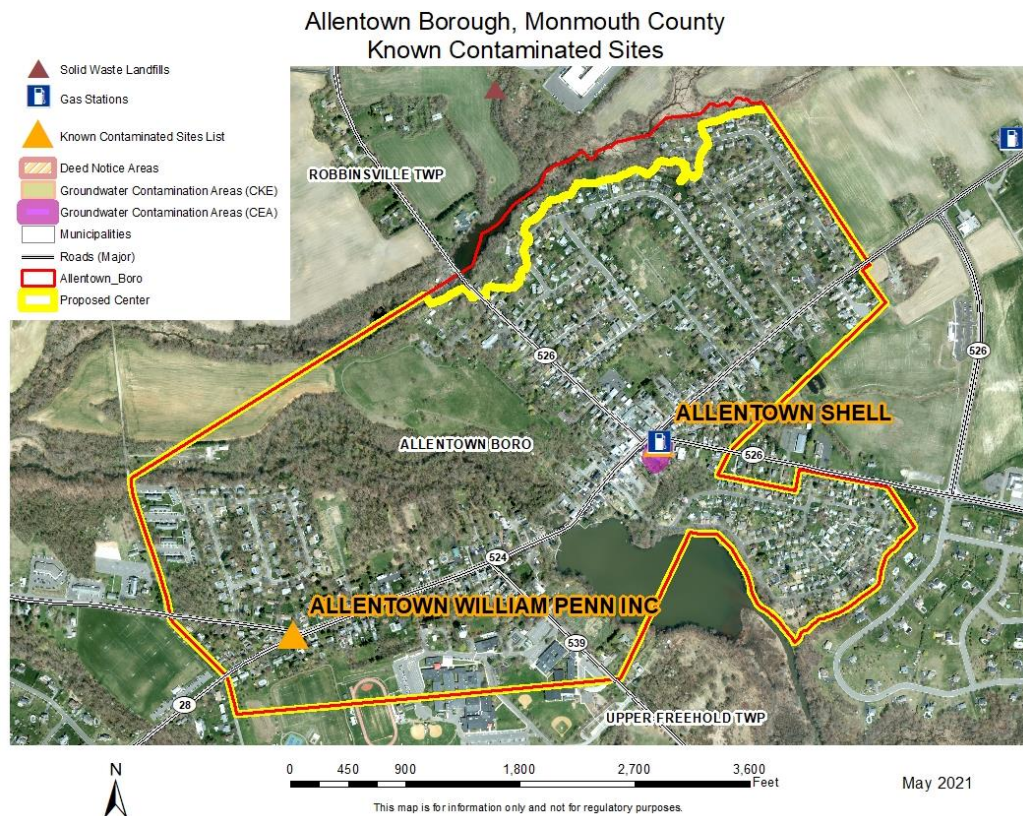 Allentown Borough, Monmouth County
Known Contaminated Sites
Solid Waste Landfills
Gas Stations
Known Contaminated Sites List
Deed Notice Areas
Groundwater Contamination Areas (CKE)
Groundwater Contamination Areas (CEA)
Municipalities
Roads (Major)
Allentown_Boro
Proposed Center
ROBBINSVILLE TWP
526
526
ALLENTOWN SHELL
ALLENTOWN BORO
526
524
ALLENTOWN WILLIAM PENN INC
539
28
UPPER FREEHOLD TWP
N
0 450 900 1,800 2,700 3,600
Feet
May 2021
This map is for information only and not for regulatory purposes.